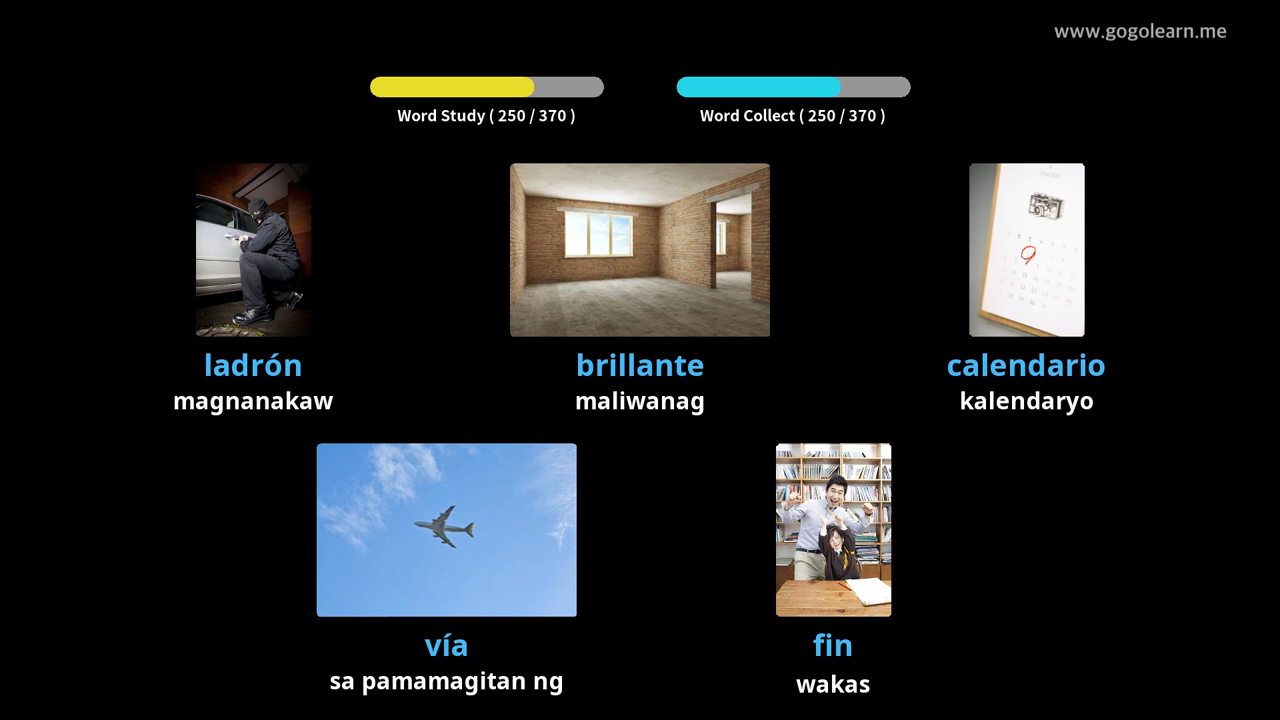 www.gogolearn.me
Word Study ( 250 / 370 )
Word Collect ( 250 / 370 )
ladrón
magnanakaw
brillante
maliwanag
calendario
kalendaryo
vía
sa pamamagitan ng
fin
wakas